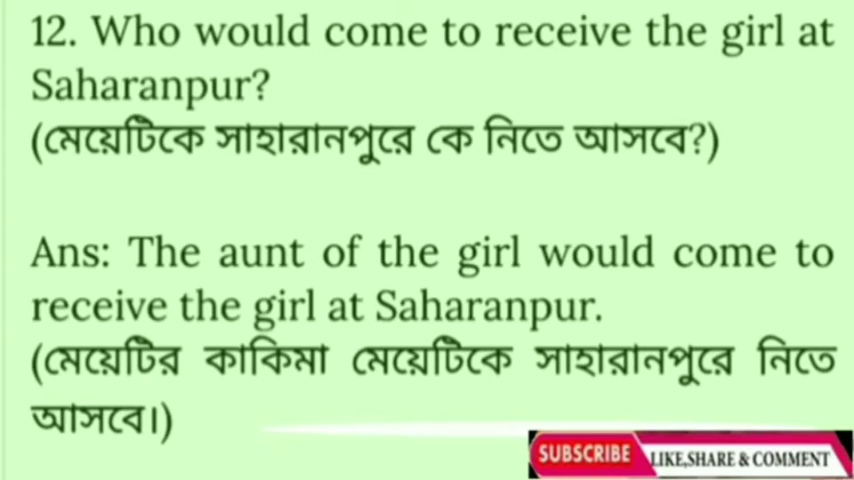 12. Who would come to receive the girl at
Saharanpur?
(মেয়েটিকে সাহারানপুরে কে নিতে আসবে?)
Ans: The aunt of the girl would come to
receive the girl at Saharanpur.
(মেয়েটির কাকিমা মেয়েটিকে সাহারানপুরে নিতে
আসবে।)
SUBSCRIBE LIKE,SHARE & COMMENT